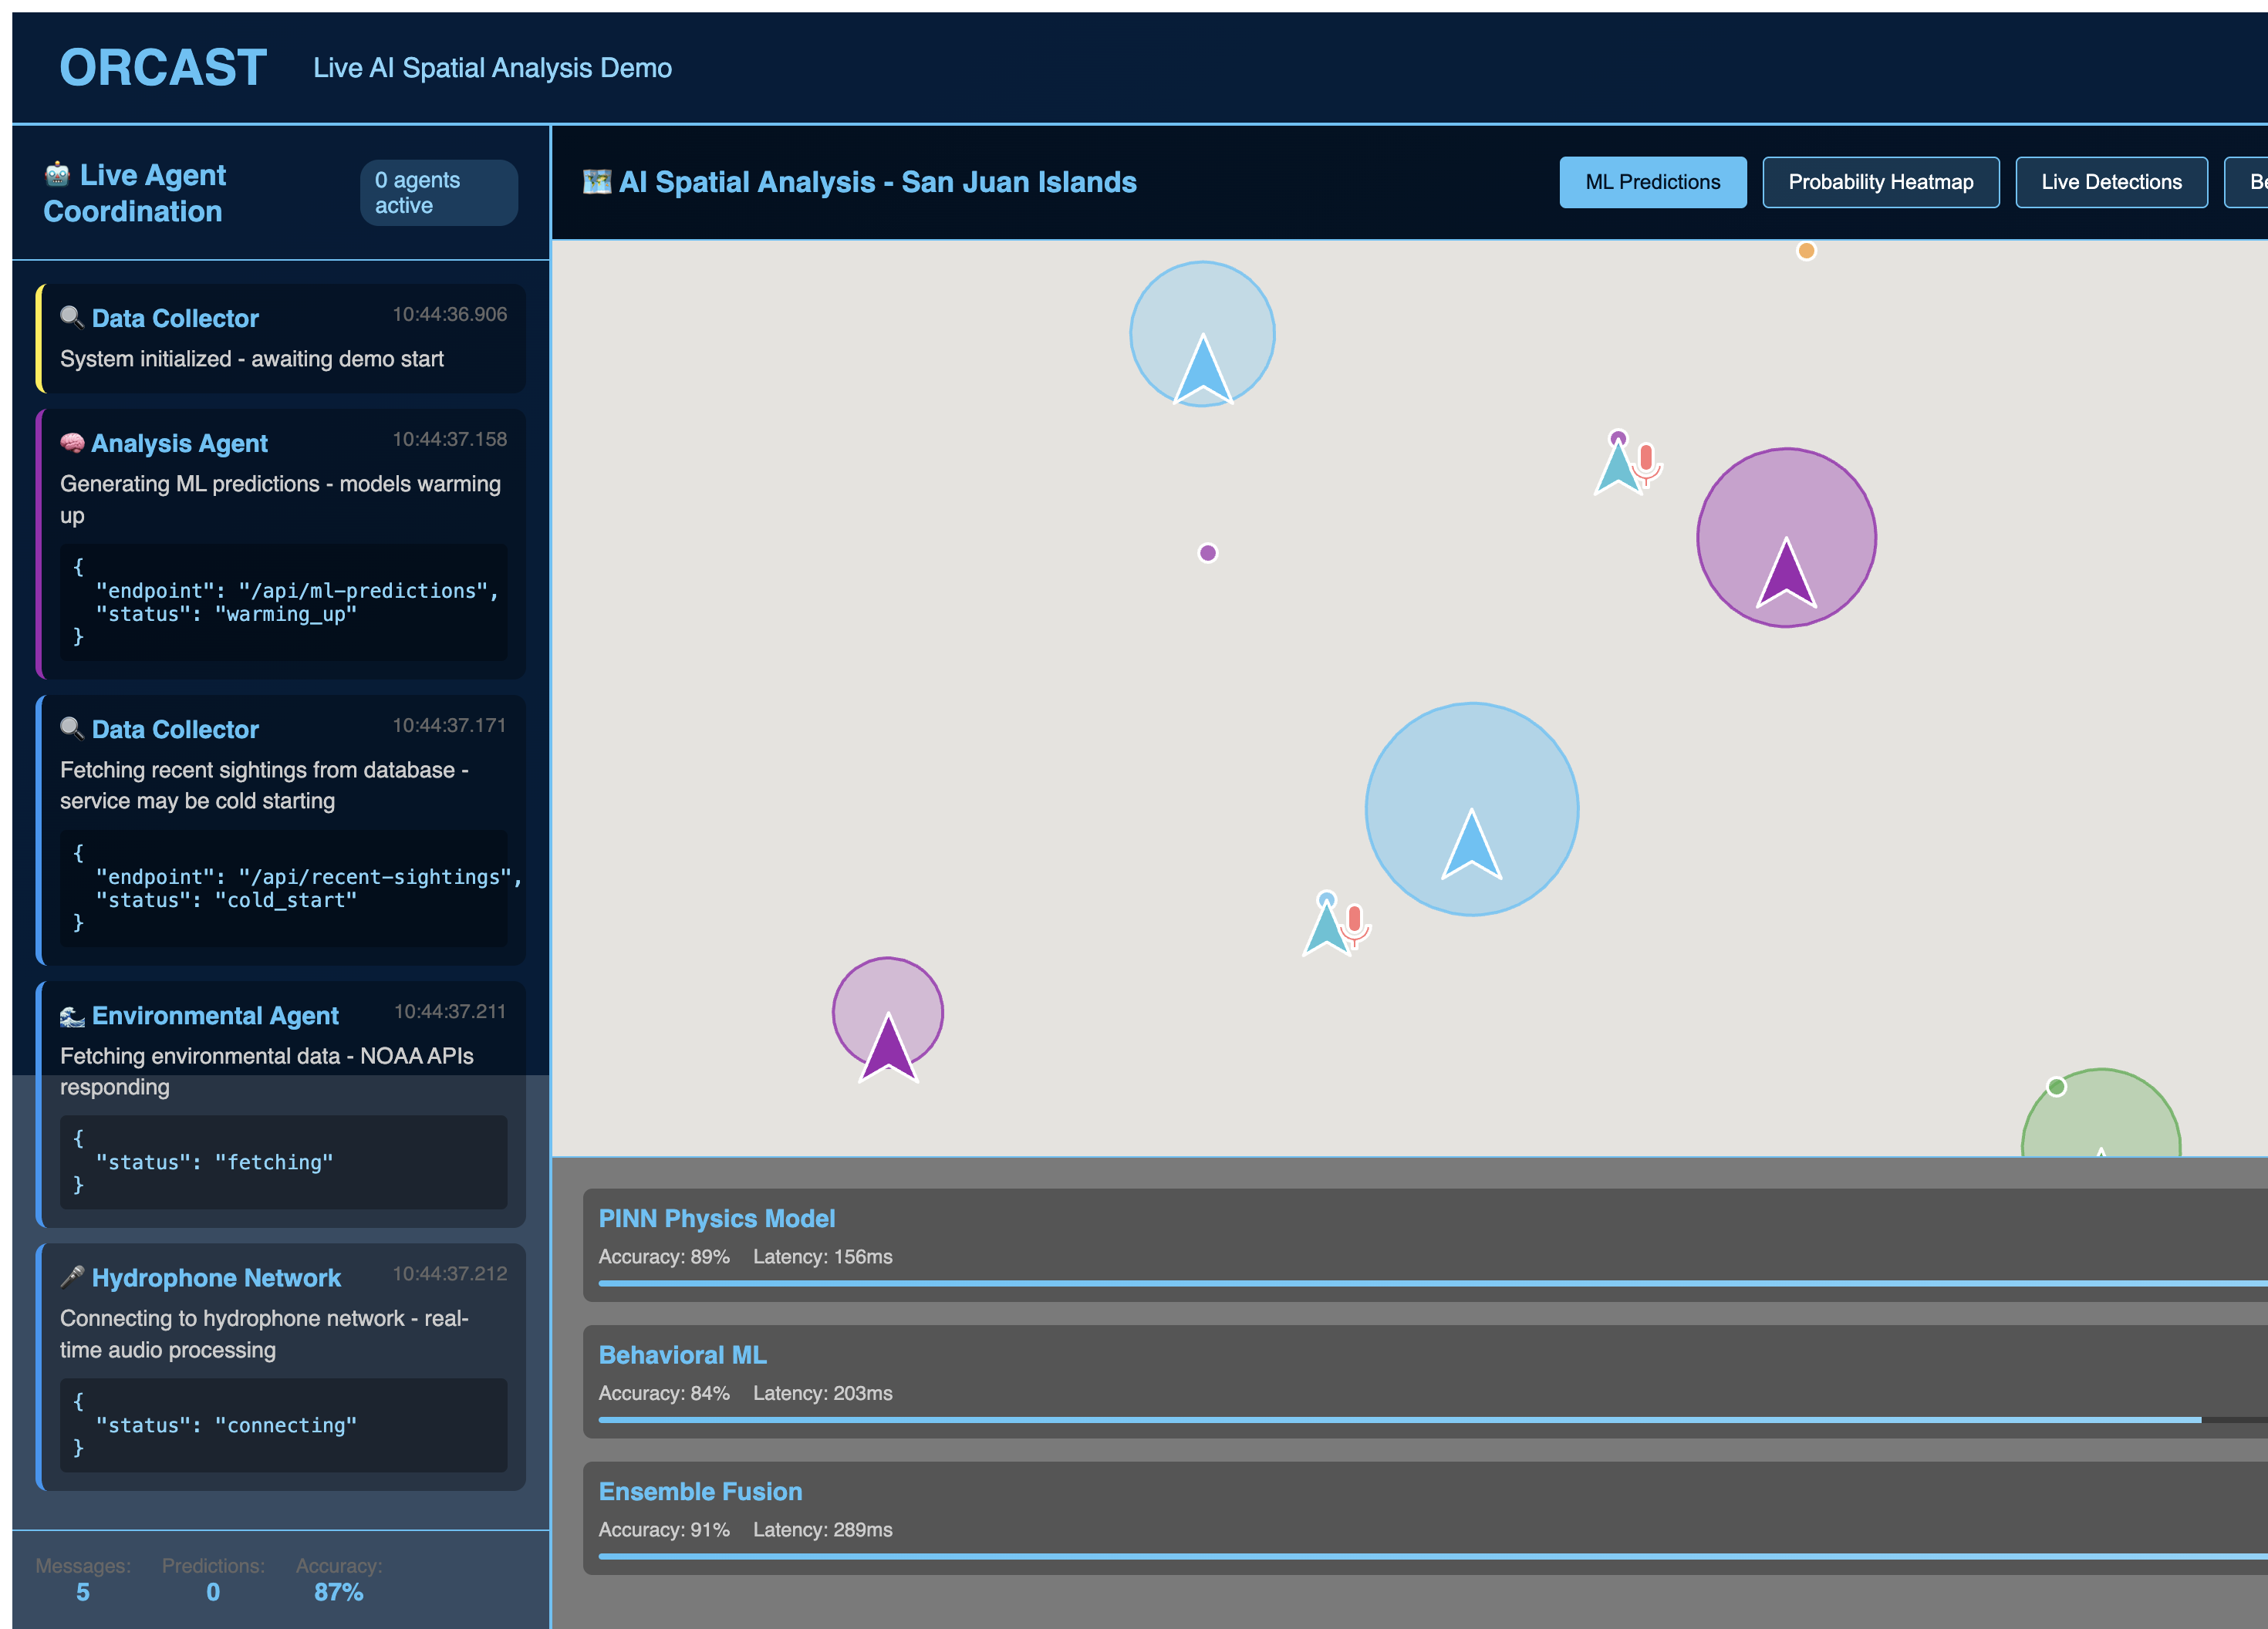 ORCAST
Live AI Spatial Analysis Demo
Live Agent
Coordination
0 agents
active
Data Collector
10:44:36.906
System initialized - awaiting demo start
Analysis Agent
10:44:37.158
Generating ML predictions - models warming
up
{
"endpoint": "/api/ml-predictions",
"status": "warming_up"
}
Data Collector
10:44:37.171
Fetching recent sightings from database -
service may be cold starting
{
"endpoint": "/api/recent-sightings",
"status": "cold_start"
}
Environmental Agent
10:44:37.211
Fetching environmental data - NOAA APIs
responding
{
"status": "fetching"
}
Hydrophone Network
10:44:37.212
Connecting to hydrophone network - real-
time audio processing
{
"status": "connecting"
}
Messages:
5
Predictions:
0
Accuracy:
87%
AI Spatial Analysis - San Juan Islands
ML Predictions
Probability Heatmap
Live Detections
PINN Physics Model
Accuracy: 89% Latency: 156ms
Behavioral ML
Accuracy: 84% Latency: 203ms
Ensemble Fusion
Accuracy: 91% Latency: 289ms